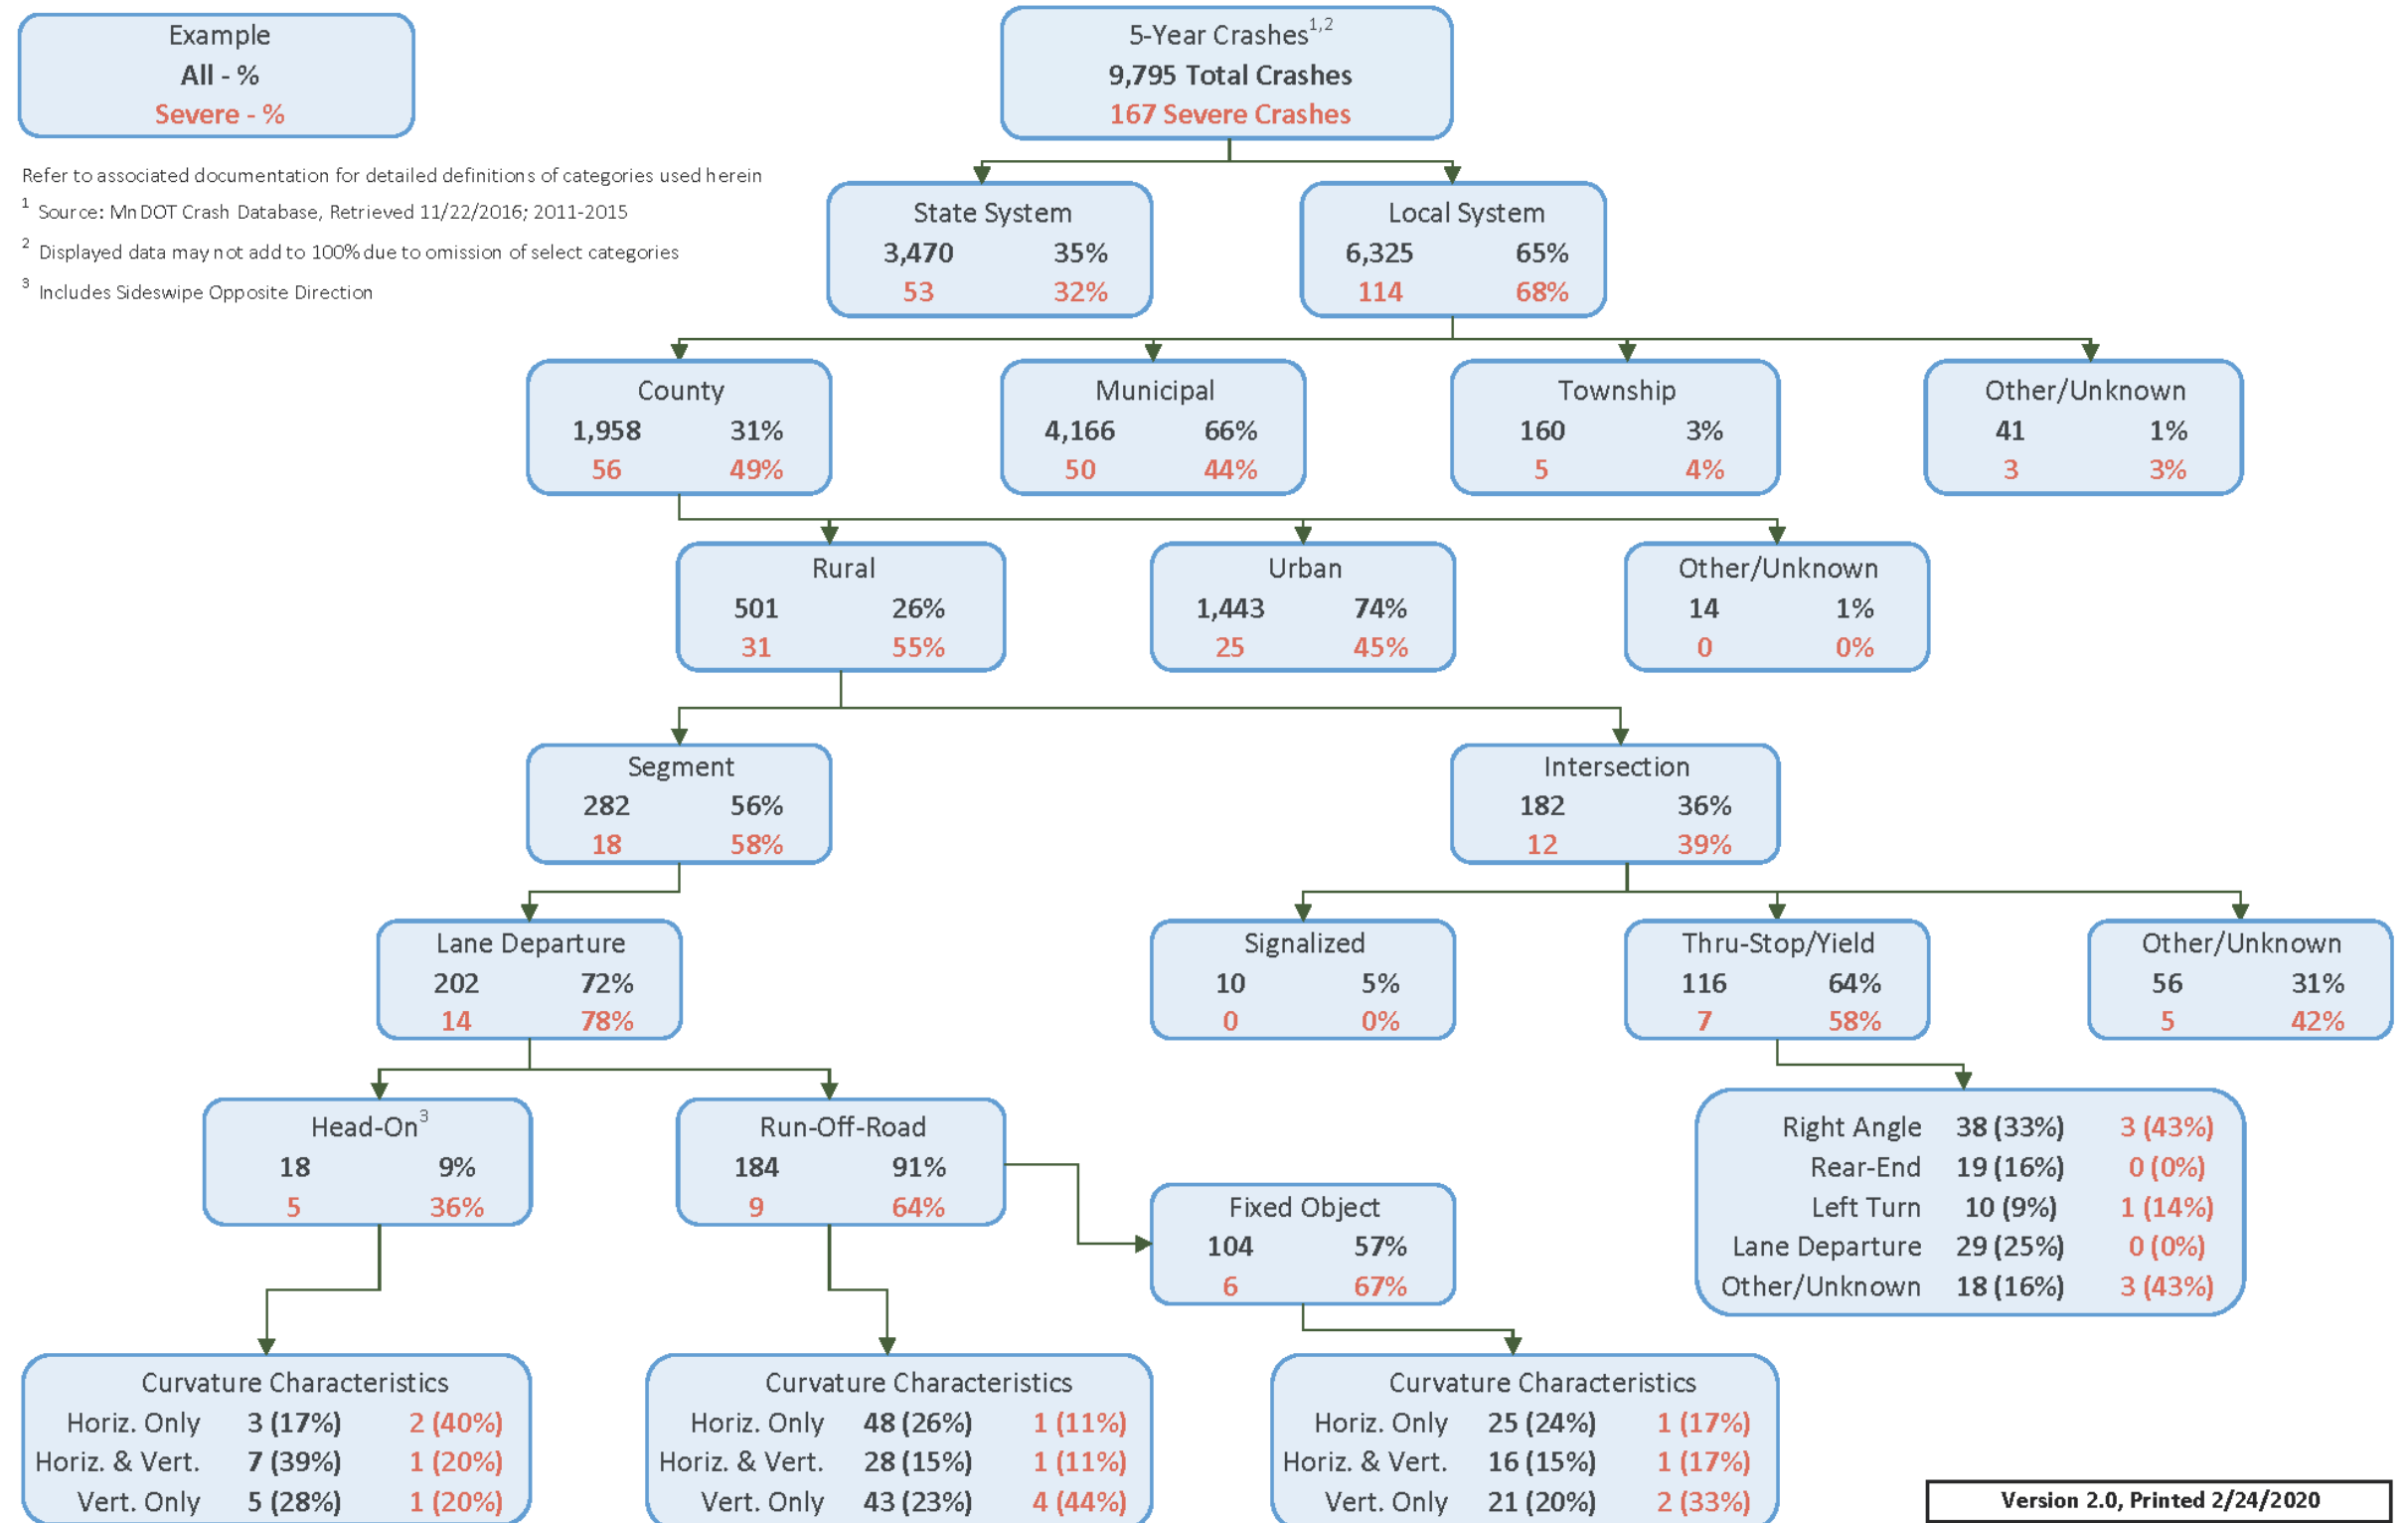 Example
All - %
Severe - %
5-Year Crashes1,2
9,795 Total Crashes
167 Severe Crashes
Refer to associated documentation for detailed definitions of categories used herein
1 Source: MnDOT Crash Database, Retrieved 11/22/2016; 2011-2015
2 Displayed data may not add to 100% due to omission of select categories
3 Includes Sideswipe Opposite Direction
State System
3,470 35%
53 32%
Local System
6,325 65%
114 68%
County
1,958 31%
56 49%
Municipal
4,166 66%
50 44%
Township
160 3%
5 4%
Other/Unknown
41 1%
3 3%
Rural
501 26%
31 55%
Urban
1,443 74%
25 45%
Other/Unknown
14 1%
0 0%
Segment
282 56%
18 58%
Intersection
182 36%
12 39%
Lane Departure
202 72%
14 78%
Signalized
10 5%
0 0%
Thru-Stop/Yield
116 64%
7 58%
Other/Unknown
56 31%
5 42%
Head-On3
18 9%
5 36%
Run-Off-Road
184 91%
9 64%
Fixed Object
104 57%
6 67%
Right Angle 38 (33%) 3 (43%)
Rear-End 19 (16%) 0 (0%)
Left Turn 10 (9%) 1 (14%)
Lane Departure 29 (25%) 0 (0%)
Other/Unknown 18 (16%) 3 (43%)
Curvature Characteristics
Horiz. Only 3 (17%) 2 (40%)
Horiz. & Vert. 7 (39%) 1 (20%)
Vert. Only 5 (28%) 1 (20%)
Curvature Characteristics
Horiz. Only 48 (26%) 1 (11%)
Horiz. & Vert. 28 (15%) 1 (11%)
Vert. Only 43 (23%) 4 (44%)
Curvature Characteristics
Horiz. Only 25 (24%) 1 (17%)
Horiz. & Vert. 16 (15%) 1 (17%)
Vert. Only 21 (20%) 2 (33%)
Version 2.0, Printed 2/24/2020